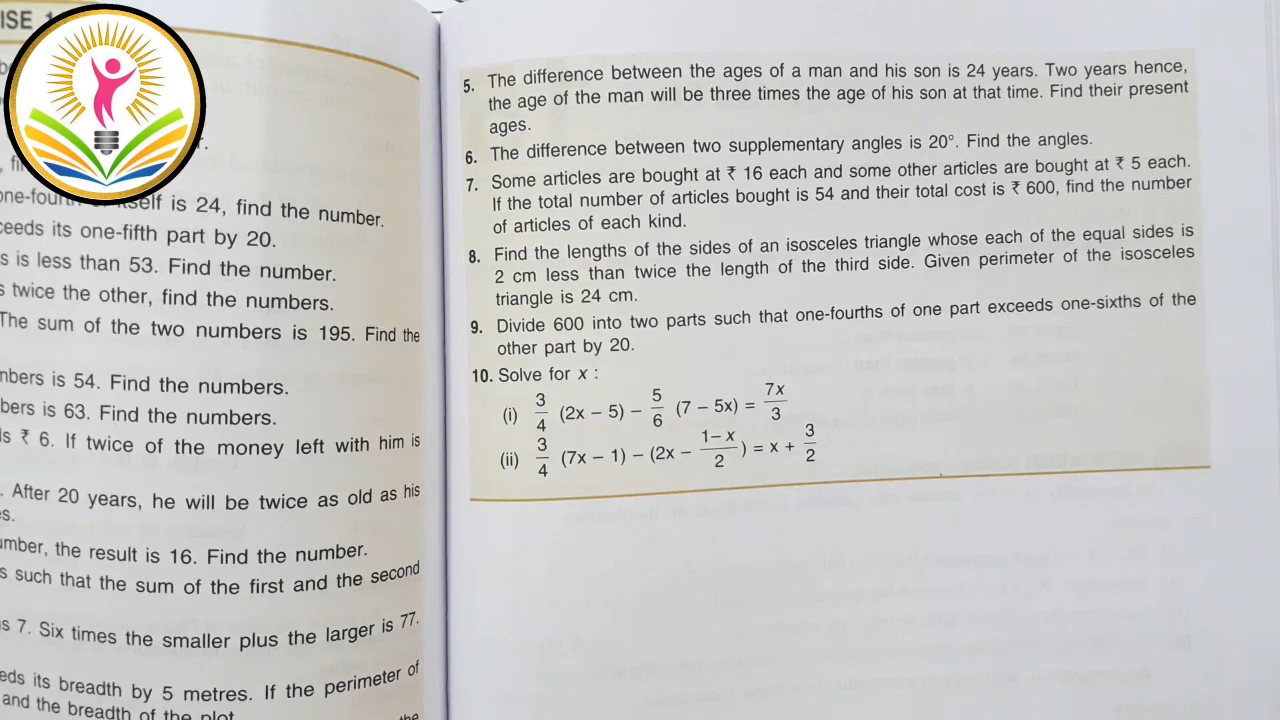 ISE 1
r.
one-fourth of itself is 24, find the number.
ceeds its one-fifth part by 20.
s is less than 53. Find the number.
s twice the other, find the numbers.
The sum of the two numbers is 195. Find the
nbers is 54. Find the numbers.
bers is 63. Find the numbers.
ds ₹ 6. If twice of the money left with him is
. After 20 years, he will be twice as old as his
es.
umber, the result is 16. Find the number.
s such that the sum of the first and the second
is 7. Six times the smaller plus the larger is 77.
eds its breadth by 5 metres. If the perimeter of
and the breadth of the plot.
the
5. The difference between the ages of a man and his son is 24 years. Two years hence,
the age of the man will be three times the age of his son at that time. Find their present
ages.
6. The difference between two supplementary angles is 20°. Find the angles.
7. Some articles are bought at ₹ 16 each and some other articles are bought at ₹ 5 each.
If the total number of articles bought is 54 and their total cost is ₹ 600, find the number
of articles of each kind.
8. Find the lengths of the sides of an isosceles triangle whose each of the equal sides is
2 cm less than twice the length of the third side. Given perimeter of the isosceles
triangle is 24 cm.
9. Divide 600 into two parts such that one-fourths of one part exceeds one-sixths of the
other part by 20.
10. Solve for x :
(i) 3/4 (2x – 5) – 5/6 (7 – 5x) = 7x/3
(ii) 3/4 (7x – 1) – (2x – 1–x/2) = x + 3/2